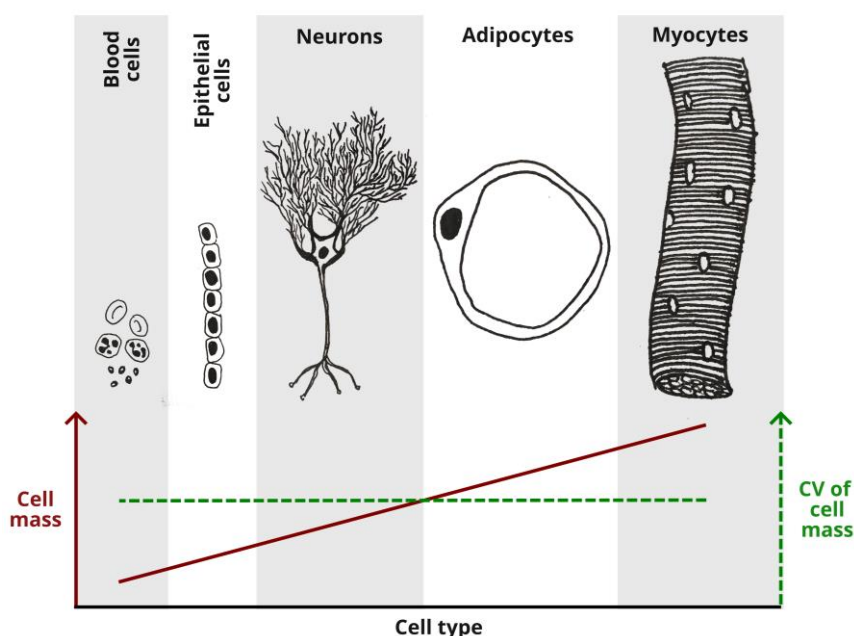 Blood
cells
Epithelial
cells
Neurons
Adipocytes
Myocytes
Cell
mass
CV of
cell
mass
Cell type